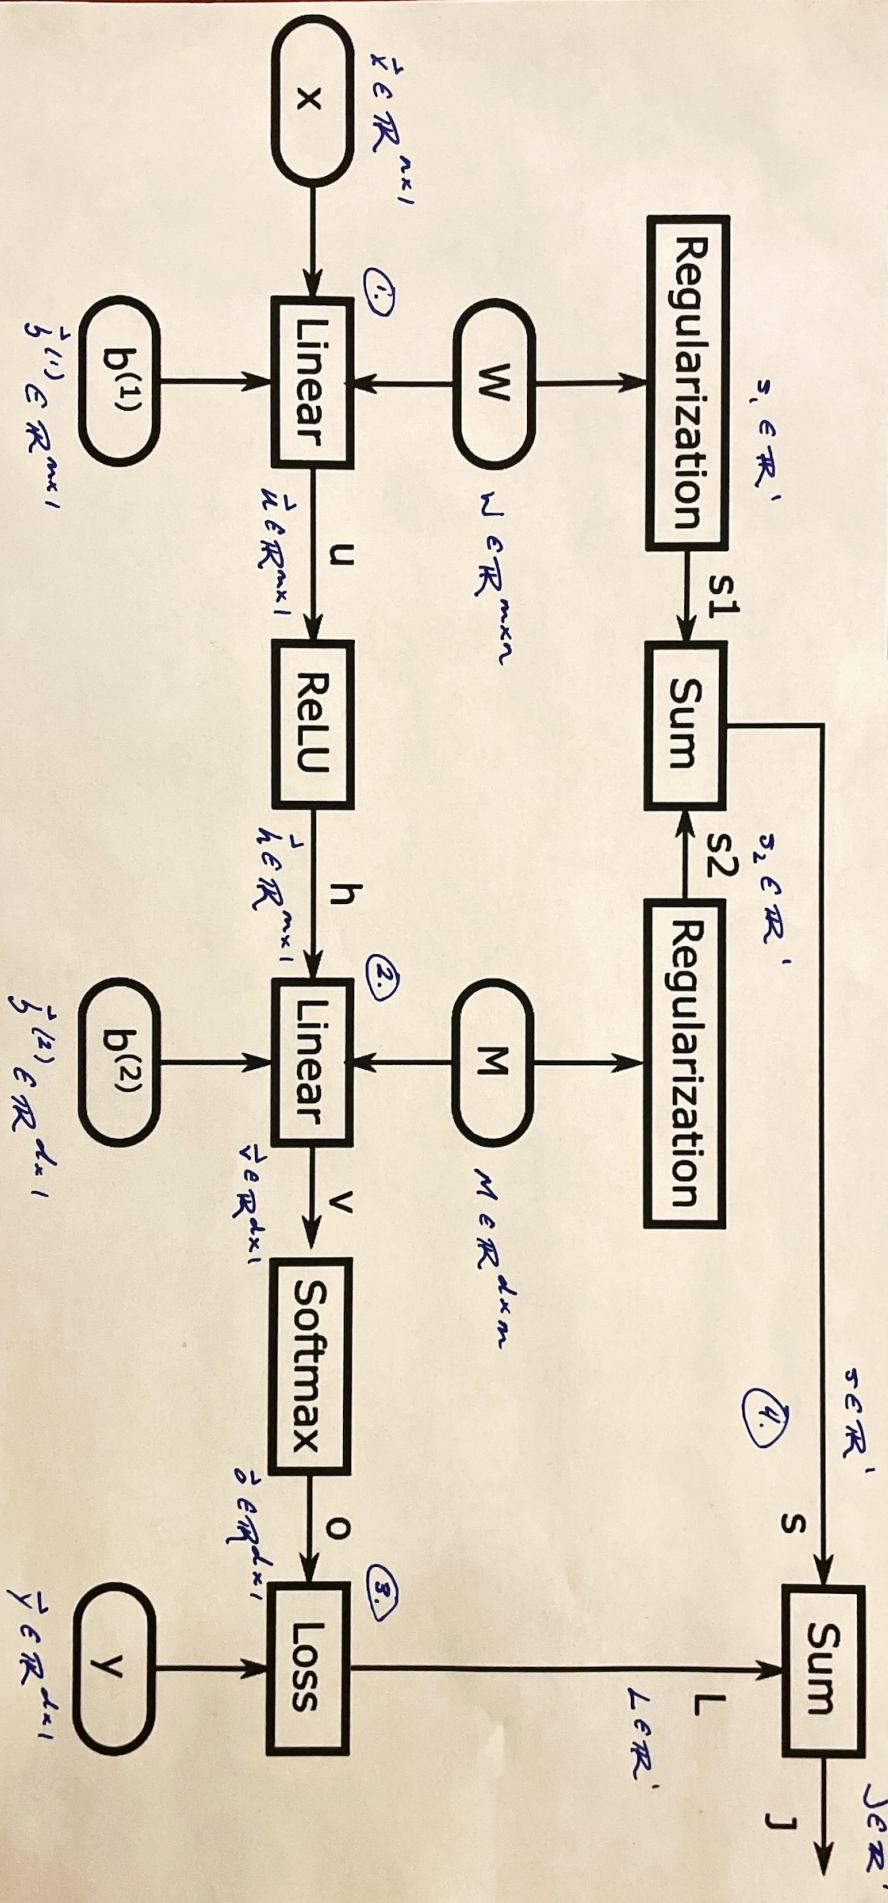 J ∈ ℝ¹
s ∈ ℝ¹
④.
s
Sum
J
s₁ ∈ ℝ¹
s₂ ∈ ℝ¹
s1
s2
Regularization
Sum
Regularization
L
L ∈ ℝ¹
W
W ∈ ℝᵐˣⁿ
M
M ∈ ℝᵈˣᵐ
x⃗ ∈ ℝⁿˣ¹
①.
②.
③.
u
h
v
o
x
Linear
ReLU
Linear
Softmax
Loss
u⃗ ∈ ℝᵐˣ¹
h⃗ ∈ ℝᵐˣ¹
v⃗ ∈ ℝᵈˣ¹
o⃗ ∈ ℝᵈˣ¹
b⁽¹⁾
b⁽²⁾
y
b⃗⁽¹⁾ ∈ ℝᵐˣ¹
b⃗⁽²⁾ ∈ ℝᵈˣ¹
y⃗ ∈ ℝᵈˣ¹